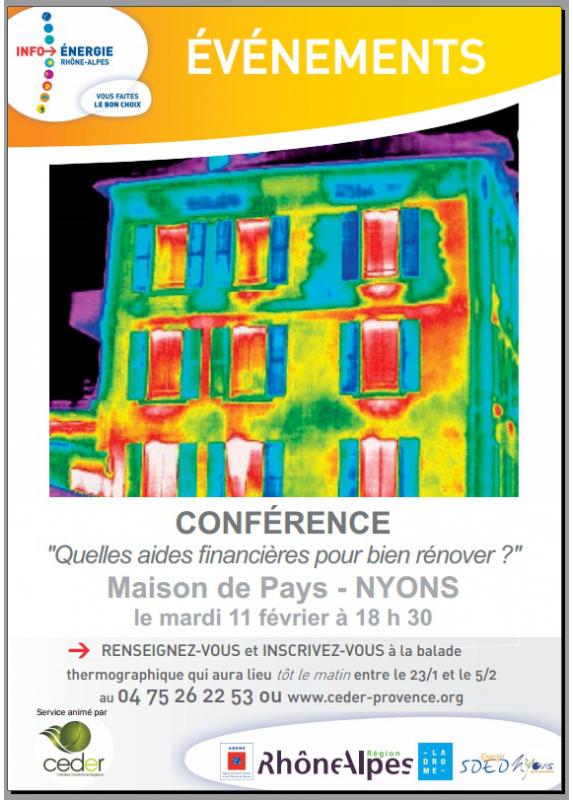 INFO→ÉNERGIE
RHÔNE-ALPES
VOUS FAITES
LE BON CHOIX
ÉVÉNEMENTS
CONFÉRENCE
"Quelles aides financières pour bien rénover ?"
Maison de Pays - NYONS
le mardi 11 février à 18 h 30
→ RENSEIGNEZ-VOUS et INSCRIVEZ-VOUS à la balade
thermographique qui aura lieu tôt le matin entre le 23/1 et le 5/2
au 04 75 26 22 53 ou www.ceder-provence.org
Service animé par
ceder
ADEME
Région
RhônéAlpes
- LA
DRO
ME -
SDED
Nyons